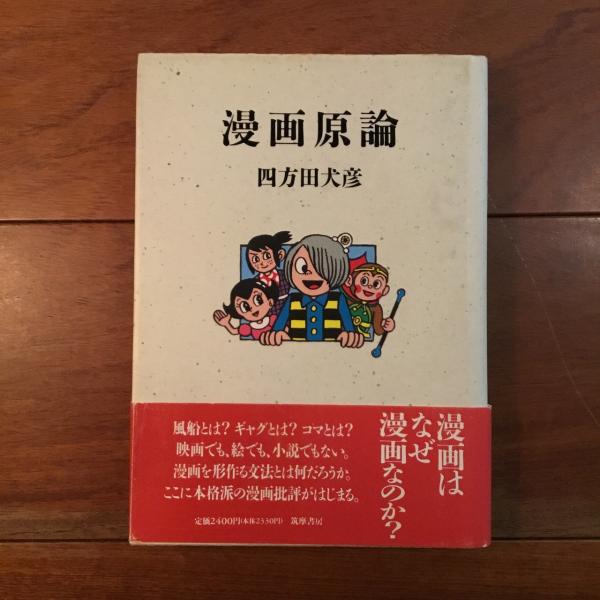 漫画原論
四方田犬彦
漫画は
なぜ
漫画なのか?
風船とは? ギャグとは? コマとは?
映画でも、絵でも、小説でもない。
漫画を形作る文法とは何だろうか。
ここに本格派の漫画批評がはじまる。
定価2400円(本体2330円) 筑摩書房